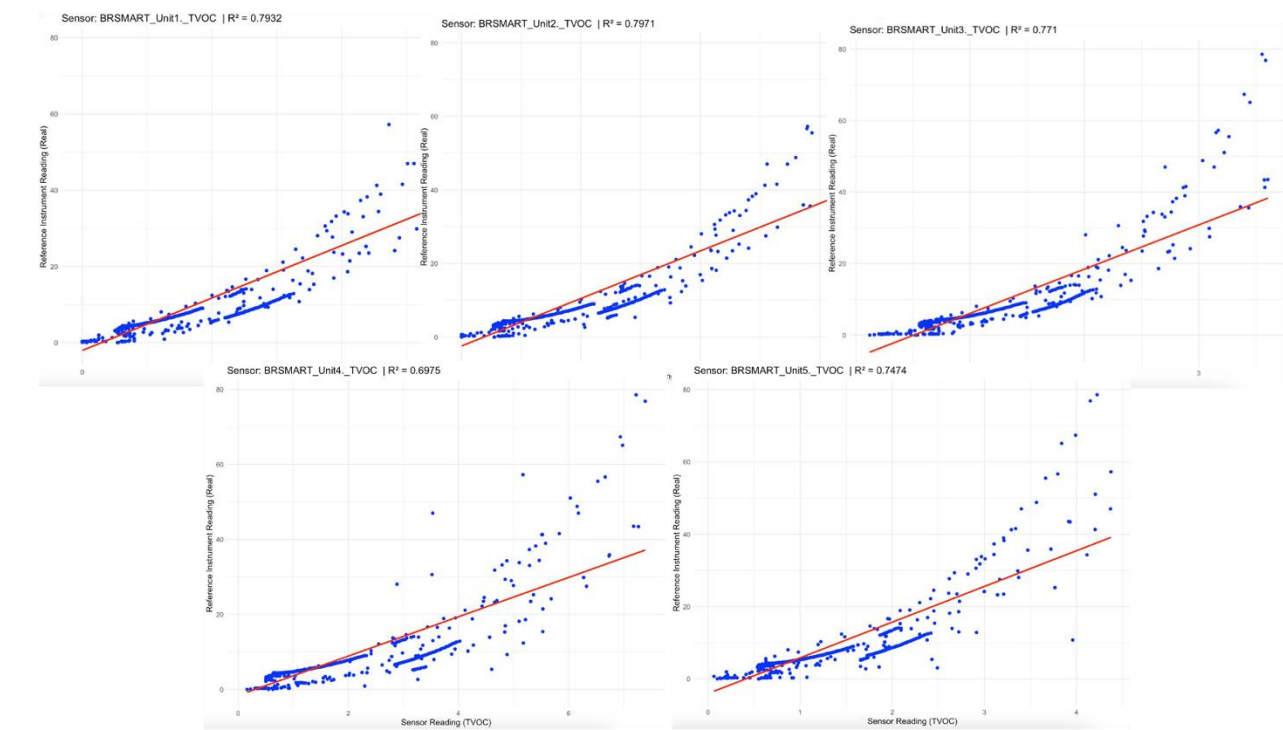 Sensor: BRSMART_Unit1._TVOC | R² = 0.7932
80
60
40
20
0
0
Reference Instrument Reading (Real)
Sensor: BRSMART_Unit2._TVOC | R² = 0.7971
80
60
40
20
0
Reference Instrument Reading (Real)
Sensor: BRSMART_Unit3._TVOC | R² = 0.771
80
60
40
20
0
3
Reference Instrument Reading (Real)
Sensor: BRSMART_Unit4._TVOC | R² = 0.6975
80
60
40
20
0
0 2 4 6
Reference Instrument Reading (Real)
Sensor Reading (TVOC)
Sensor: BRSMART_Unit5._TVOC | R² = 0.7474
80
60
40
20
0
0 1 2 3 4
Reference Instrument Reading (Real)
Sensor Reading (TVOC)